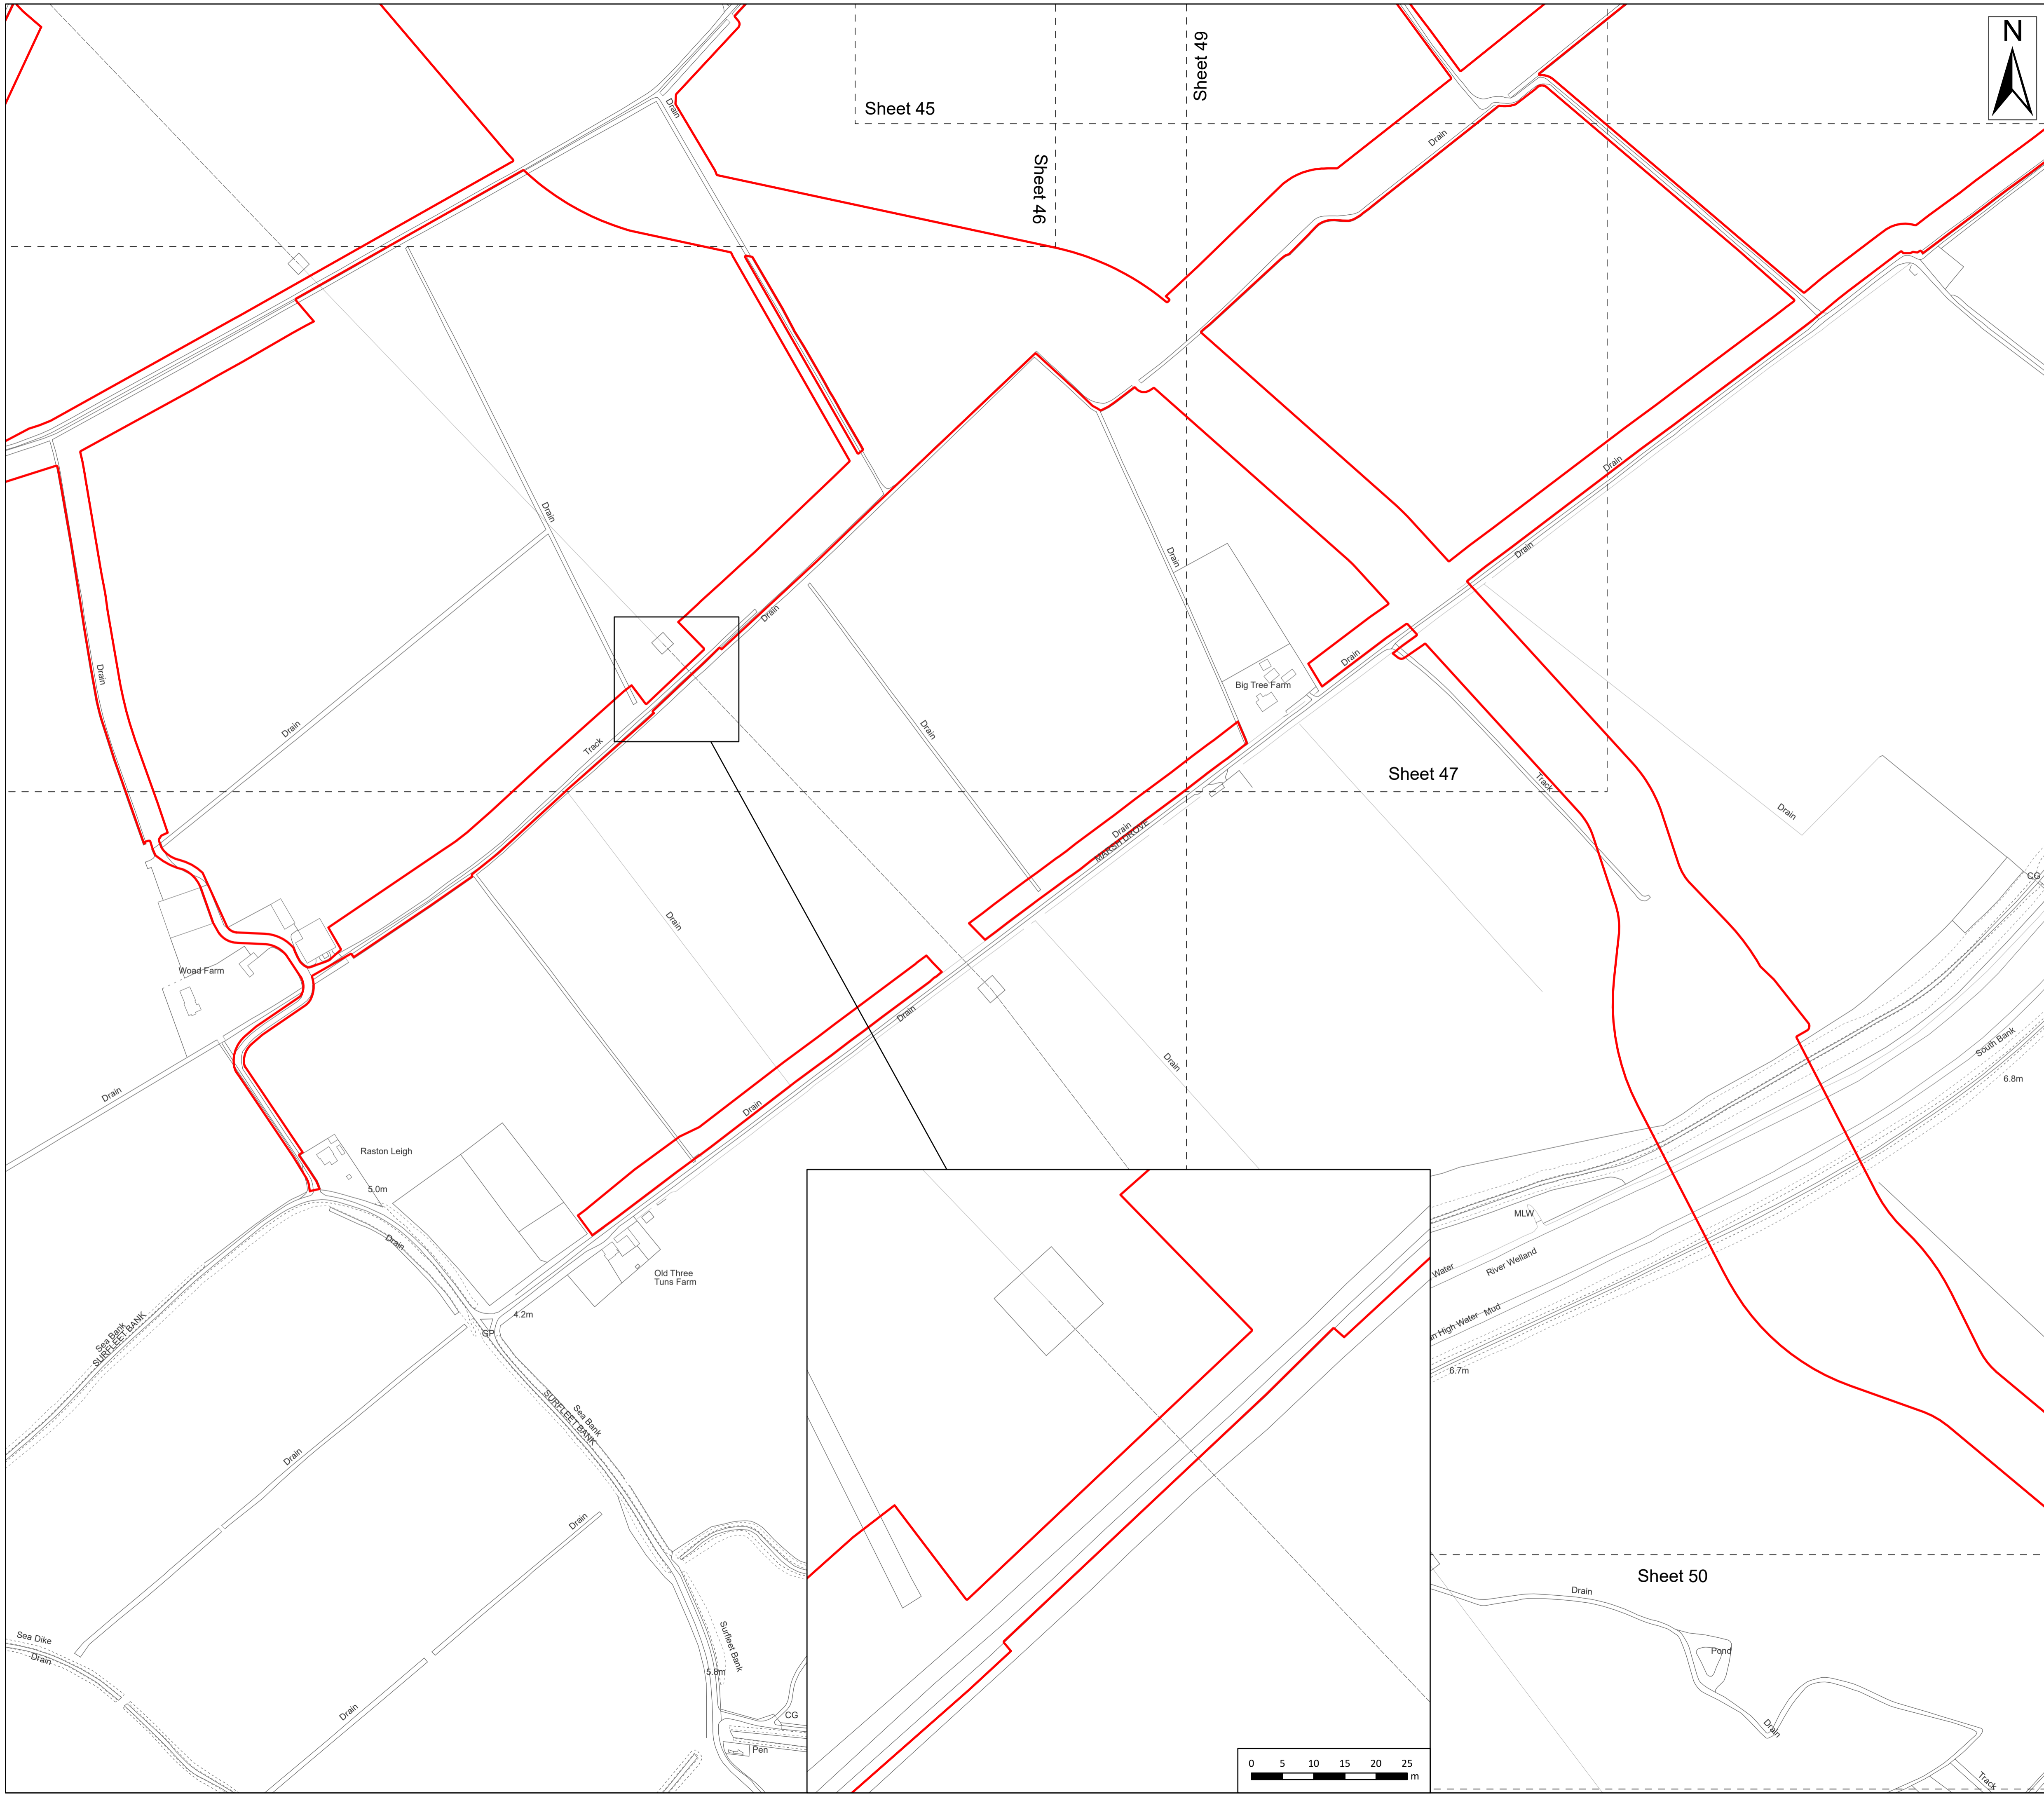 N
Sheet 49
Sheet 45
Sheet 46
Drain
Drain
Drain
Drain
Drain
Drain
Drain
Drain
Drain
Drain
Big Tree Farm
Drain
Drain
Track
Sheet 47
Track
Drain
Drain
MARSH DROVE
CG
Drain
Woad Farm
Drain
South Bank
Drain
6.8m
Drain
Drain
Raston Leigh
5.0m
MLW
Drain
River Welland
Water
Old Three
Tuns Farm
4.2m
GP
Mud
High Water
6.7m
Sea Bank
SURFLEET BANK
Sea Bank
SURFLEET BANK
Drain
Drain
Sheet 50
Drain
Sea Dike
Drain
Surfleet Bank
Pond
5.8m
Drain
CG
Drain
Pen
Track
0 5 10 15 20 25
m